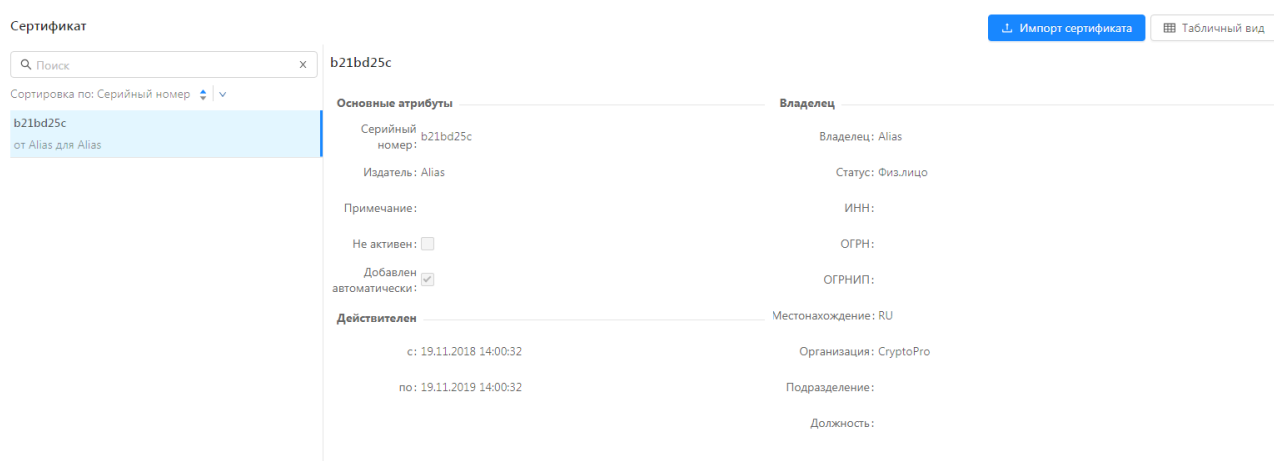 Сертификат
Импорт сертификата
Табличный вид
Поиск
x
Сортировка по: Серийный номер
b21bd25c
от Alias для Alias
b21bd25c
Основные атрибуты
Серийный
номер: b21bd25c
Издатель: Alias
Примечание:
Не активен:
Добавлен
автоматически:
Действителен
с: 19.11.2018 14:00:32
по: 19.11.2019 14:00:32
Владелец
Владелец: Alias
Статус: Физ.лицо
ИНН:
ОГРН:
ОГРНИП:
Местонахождение: RU
Организация: CryptoPro
Подразделение:
Должность: